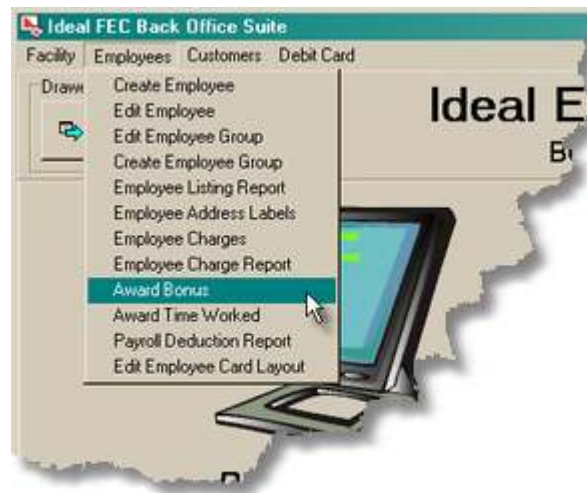 Ideal FEC Back Office Suite
Facility Employees Customers Debit Card
Create Employee
Edit Employee
Edit Employee Group
Create Employee Group
Employee Listing Report
Employee Address Labels
Employee Charges
Employee Charge Report
Award Bonus
Award Time Worked
Payroll Deduction Report
Edit Employee Card Layout
Drawe
Ideal E